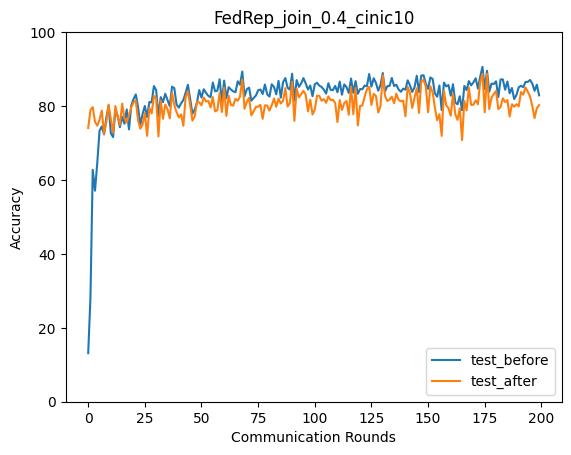 FedRep_join_0.4_cinic10
100
80
60
40
20
0
Accuracy
0 25 50 75 100 125 150 175 200
Communication Rounds
test_before
test_after